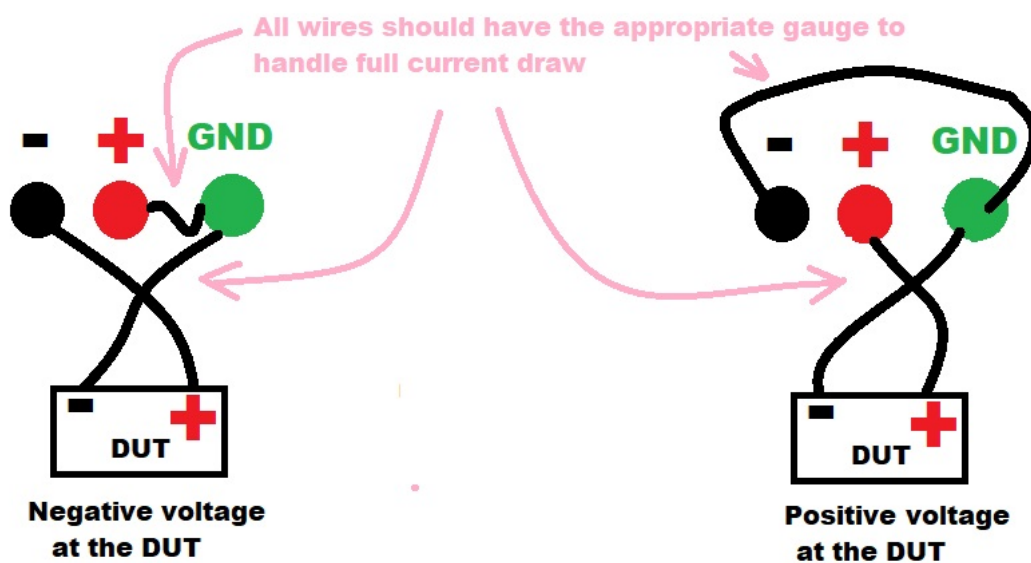 All wires should have the appropriate gauge to
handle full current draw
- + GND
- + GND
- +
DUT
- +
DUT
Negative voltage
at the DUT
Positive voltage
at the DUT